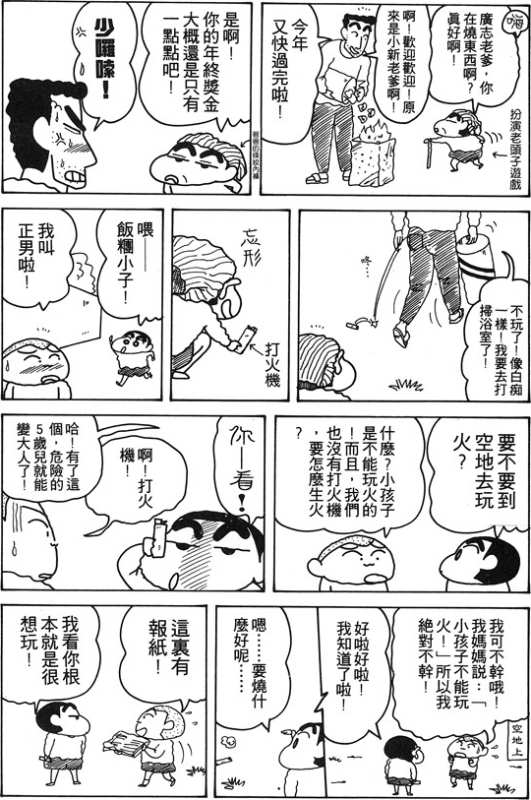 嗨
廣志老爹,你
在燒東西啊?
真好啊!
扮演老頭子遊戲
啊!歡迎歡迎!原
來是小新老爹啊!
今年
又快過完啦!
是啊!
你的年終獎金
大概還是只有
一點點吧!
爸爸的條紋內褲
少囉嗦!
不玩了!像白痴
一樣!我要去打
掃浴室了!
咚…
忘形
打火機
喂——
飯糰小子!
我叫
正男啦!
要不要到
空地去玩
火?
什麼?小孩子
是不能玩火的
!而且,我們
也沒有打火機
,要怎麼生火
?
你—看!
啊!打火
機!
哈!有了這
個,危險的
5歲兒就能
變大人了!
空地上
我可不幹哦!
我媽媽說:「
小孩子不能玩
火!」所以我
絕對不幹!
好啦好啦!
我知道了啦!
嗯……要燒什
麼好呢……
這裏有
報紙!
我看你根
本就是很
想玩!